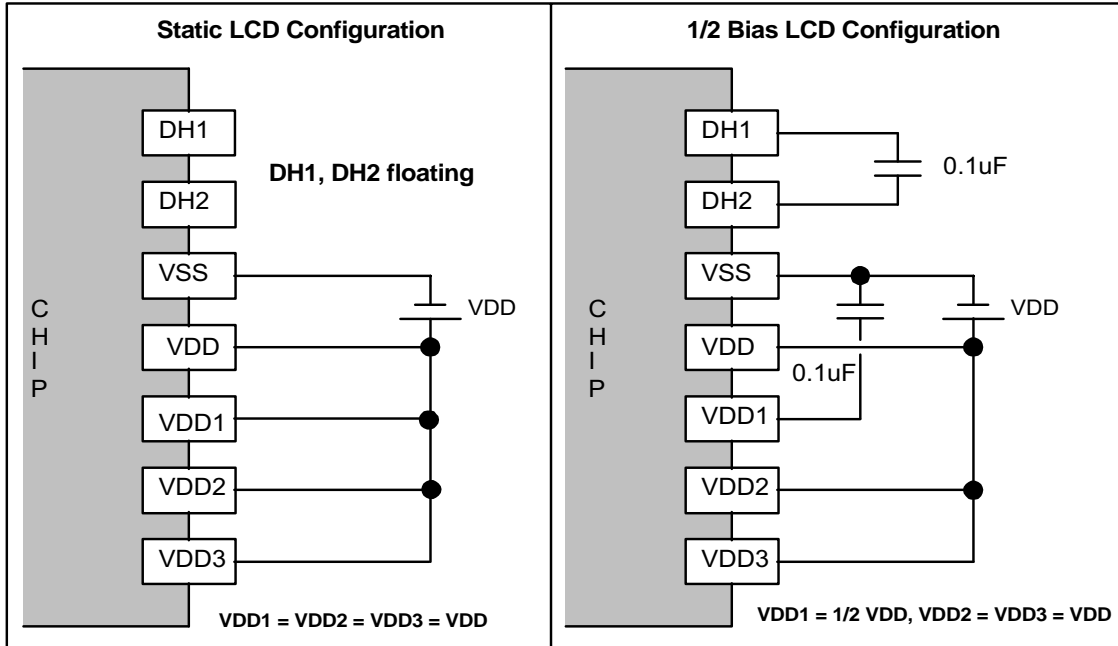 Static LCD Configuration
CHIP
DH1
DH2
VSS
VDD
VDD1
VDD2
VDD3
DH1, DH2 floating
VDD
VDD1 = VDD2 = VDD3 = VDD
1/2 Bias LCD Configuration
CHIP
DH1
DH2
VSS
VDD
VDD1
VDD2
VDD3
0.1uF
VDD
0.1uF
VDD1 = 1/2 VDD, VDD2 = VDD3 = VDD